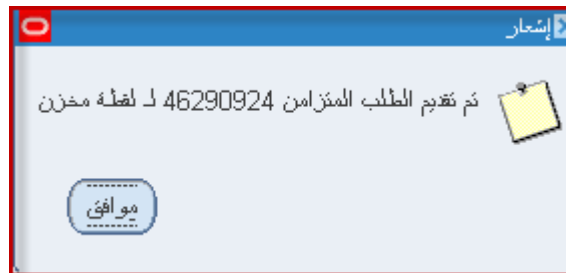 إشعار
تم تقديم الطلب المتزامن 46290924 لـ لقطة مخزن
موافق